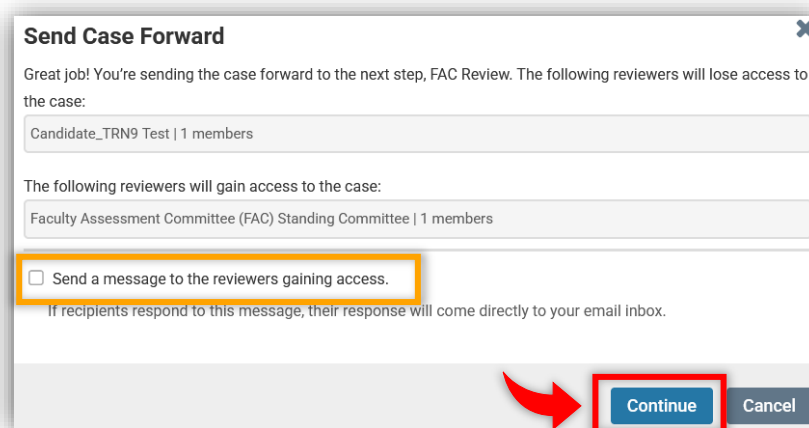 Send Case Forward
Great job! You're sending the case forward to the next step, FAC Review. The following reviewers will lose access to
the case:
Candidate_TRN9 Test | 1 members
The following reviewers will gain access to the case:
Faculty Assessment Committee (FAC) Standing Committee | 1 members
Send a message to the reviewers gaining access.
If recipients respond to this message, their response will come directly to your email inbox.
Continue Cancel